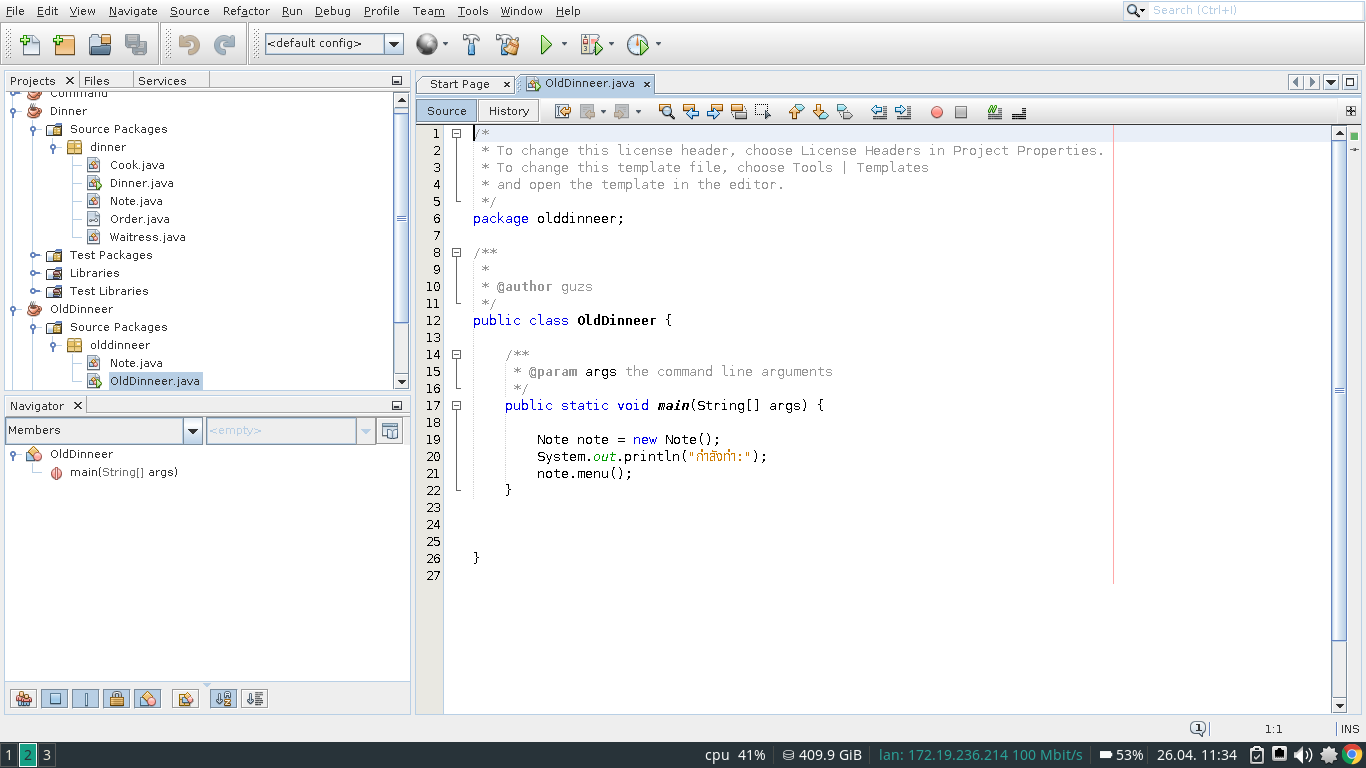 File Edit View Navigate Source Refactor Run Debug Profile Team Tools Window Help
Search (Ctrl+I)
<default config>
Projects Files Services
Command
Dinner
Source Packages
dinner
Cook.java
Dinner.java
Note.java
Order.java
Waitress.java
Test Packages
Libraries
Test Libraries
OldDinneer
Source Packages
olddinneer
Note.java
OldDinneer.java
Navigator
Members <empty>
OldDinneer
main(String[] args)
Start Page OldDinneer.java
Source History
1 /*
2 * To change this license header, choose License Headers in Project Properties.
3 * To change this template file, choose Tools | Templates
4 * and open the template in the editor.
5 */
6 package olddinneer;
7
8 /**
9 *
10 * @author guzs
11 */
12 public class OldDinneer {
13
14 /**
15 * @param args the command line arguments
16 */
17 public static void main(String[] args) {
18
19 Note note = new Note();
20 System.out.println("กำลังทำ:");
21 note.menu();
22 }
23
24
25
26 }
27
1 1:1 INS
1 2 3 cpu 41% 409.9 GiB lan: 172.19.236.214 100 Mbit/s 53% 26.04. 11:34